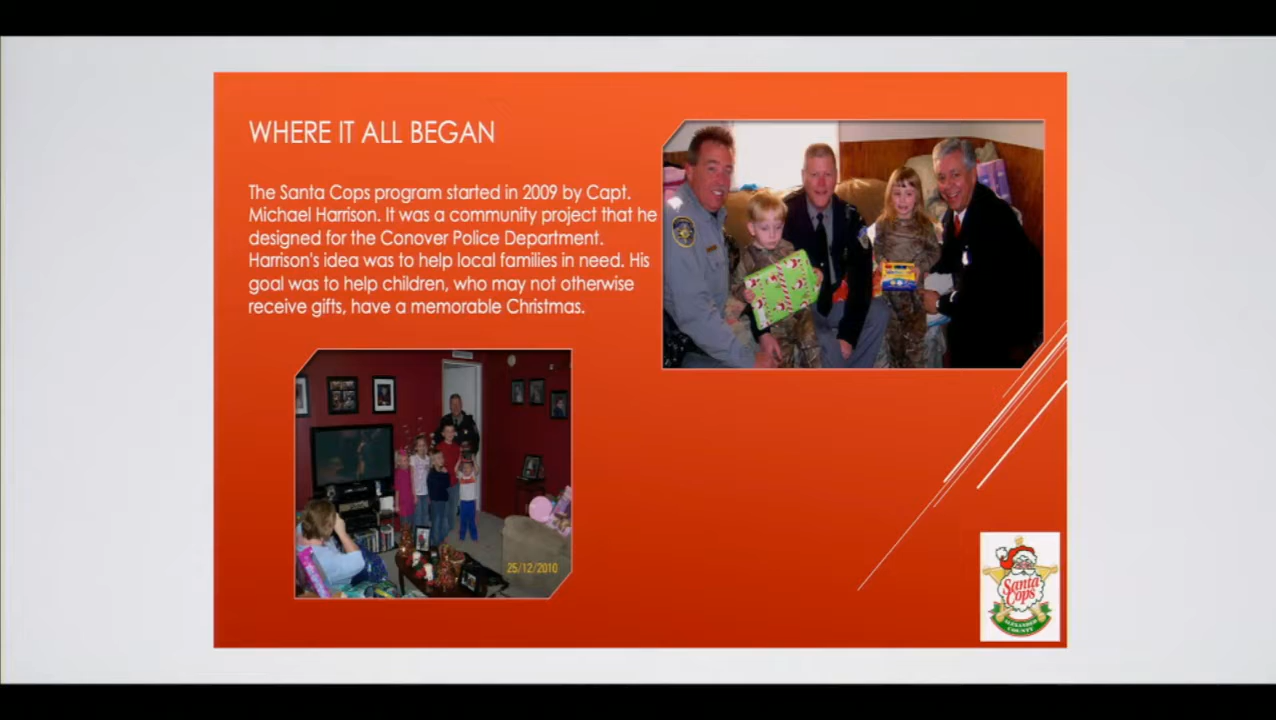 WHERE IT ALL BEGAN
The Santa Cops program started in 2009 by Capt.
Michael Harrison. It was a community project that he
designed for the Conover Police Department.
Harrison's idea was to help local families in need. His
goal was to help children, who may not otherwise
receive gifts, have a memorable Christmas.
25/12/2010
Santa
Cops
ALEXANDER
COUNTY